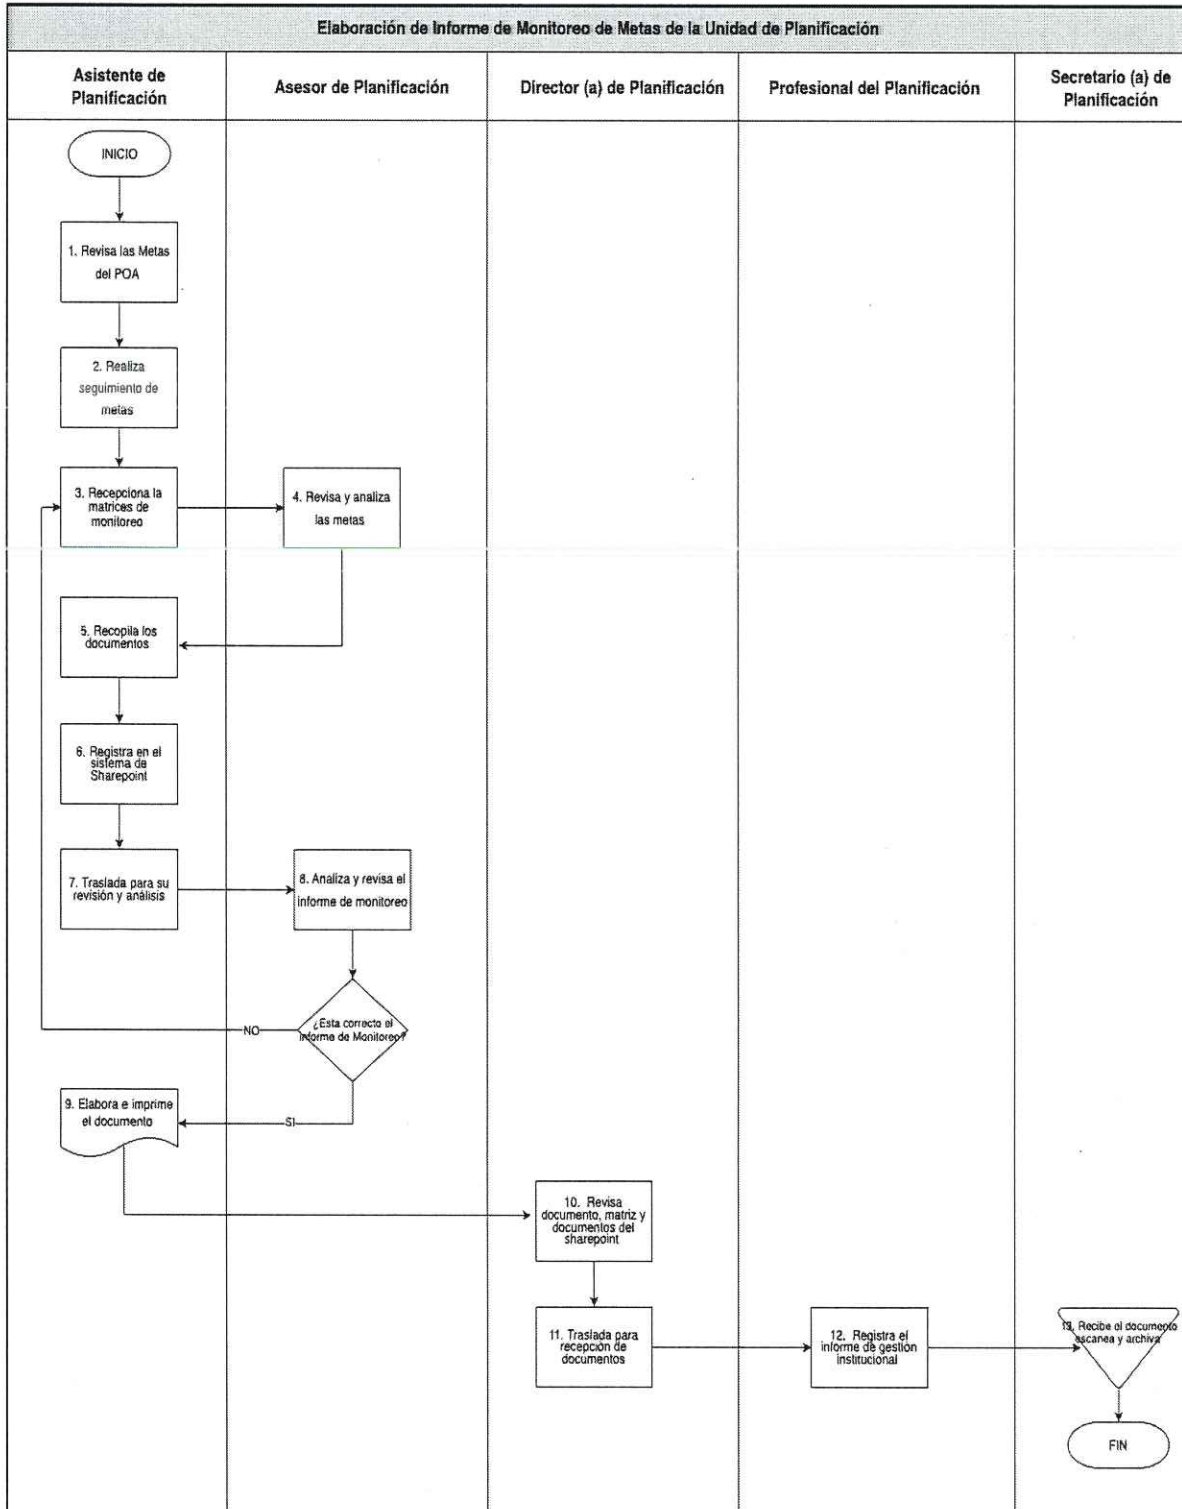 Elaboración de Informe de Monitoreo de Metas de la Unidad de Planificación
Asistente de
Planificación
Asesor de Planificación
Director (a) de Planificación
Profesional del Planificación
Secretario (a) de
Planificación
INICIO
1. Revisa las Metas
del POA
2. Realiza
seguimiento de
metas
3. Recepciona la
matrices de
monitoreo
4. Revisa y analiza
las metas
5. Recopila los
documentos
6. Registra en el
sistema de
Sharepoint
7. Traslada para su
revisión y análisis
8. Analiza y revisa el
informe de monitoreo
¿Esta correcto el
informe de Monitoreo?
NO
SI
9. Elabora e imprime
el documento
10. Revisa
documento, matriz y
documentos del
sharepoint
11. Traslada para
recepción de
documentos
12. Registra el
informe de gestión
institucional
13. Recibe el documento
escanea y archiva
FIN